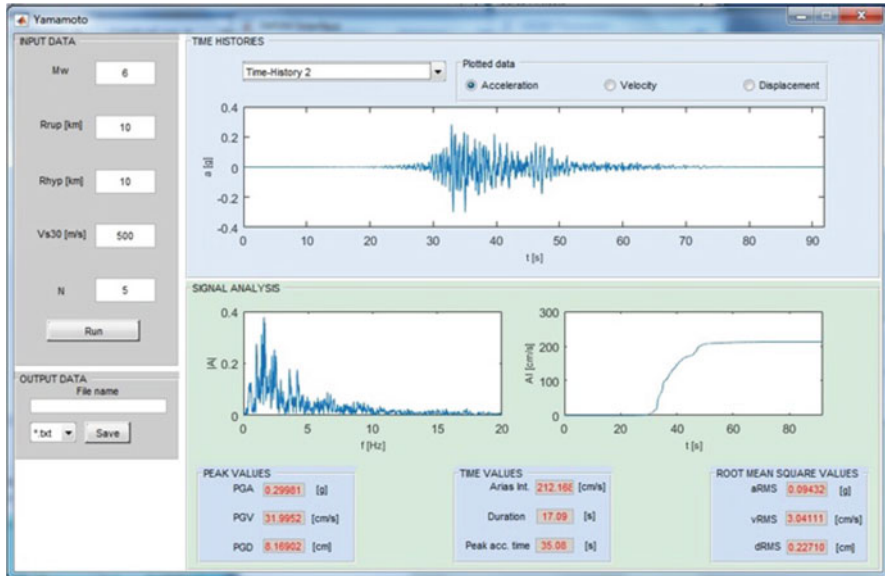 Yamamoto
INPUT DATA
Mw 6
Rrup [km] 10
Rhyp [km] 10
Vs30 [m/s] 500
N 5
Run
OUTPUT DATA
File name
*.txt Save
TIME HISTORIES
Time-History 2
Plotted data
Acceleration Velocity Displacement
a [g]
0.4
0.2
0
-0.2
-0.4
0 10 20 30 40 50 60 70 80 90
t [s]
SIGNAL ANALYSIS
|A|
0.4
0.2
0
0 5 10 15 20
f [Hz]
AI [cm/s]
300
200
100
0
0 20 40 60 80
t [s]
PEAK VALUES
PGA 0.29981 [g]
PGV 31.9952 [cm/s]
PGD 8.16902 [cm]
TIME VALUES
Arias Int. 212.168 [cm/s]
Duration 17.09 [s]
Peak acc. time 35.08 [s]
ROOT MEAN SQUARE VALUES
aRMS 0.09432 [g]
vRMS 3.04111 [cm/s]
dRMS 0.22710 [cm]